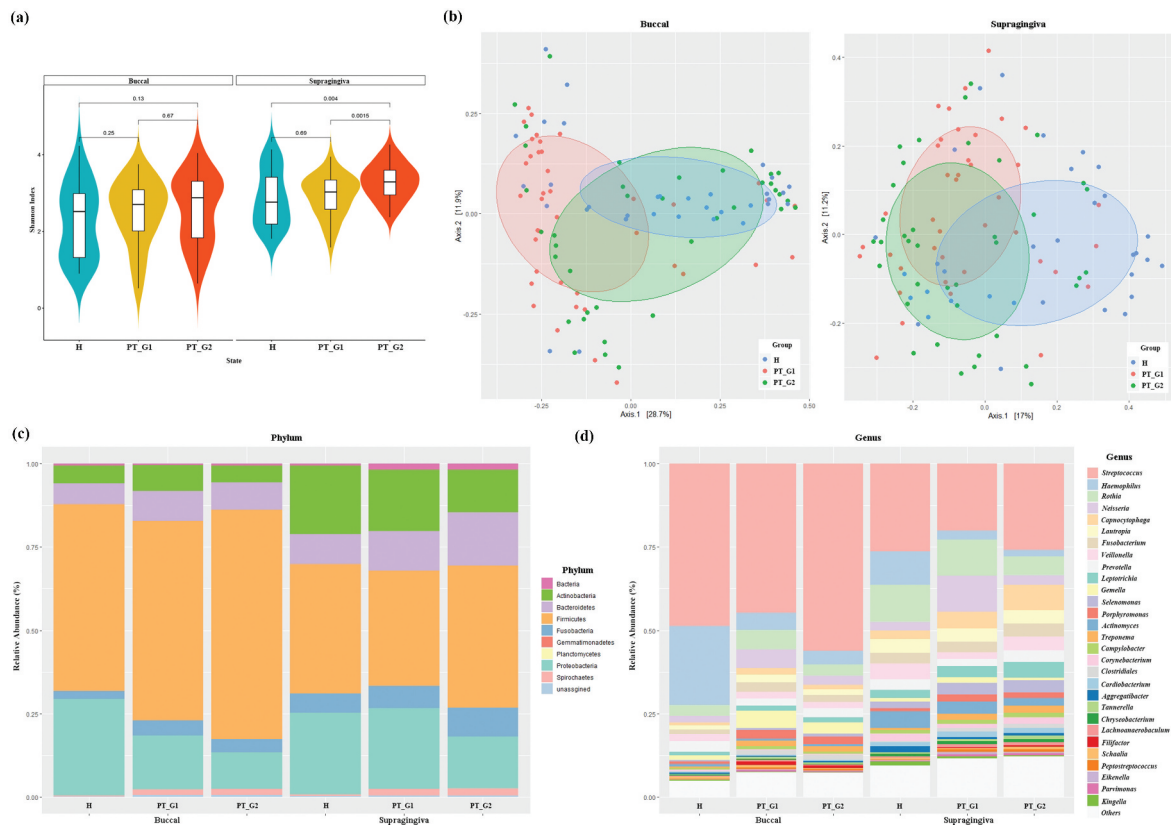 (a)
Buccal
Supragingiva
0.13
0.004
0.67
0.0015
0.25
0.69
4
2
0
Shannon Index
H
PT_G1
PT_G2
H
PT_G1
PT_G2
State
(b)
Buccal
0.25
0.00
-0.25
Axis.2 [11.9%]
-0.25
0.00
0.25
0.50
Axis.1 [28.7%]
Group
H
PT_G1
PT_G2
Supragingiva
0.4
0.2
0.0
-0.2
Axis.2 [11.2%]
-0.2
0.0
0.2
0.4
Axis.1 [17%]
Group
H
PT_G1
PT_G2
(c)
Phylum
1.00
0.75
0.50
0.25
0.00
Relative Abundance (%)
H
PT_G1
PT_G2
H
PT_G1
PT_G2
Buccal
Supragingiva
Phylum
Bacteria
Actinobacteria
Bacteroidetes
Firmicutes
Fusobacteria
Gemmatimonadetes
Planctomycetes
Proteobacteria
Spirochaetes
unassigned
(d)
Genus
1.00
0.75
0.50
0.25
0.00
Relative Abundance (%)
H
PT_G1
PT_G2
H
PT_G1
PT_G2
Buccal
Supragingiva
Genus
Streptococcus
Haemophilus
Rothia
Neisseria
Capnocytophaga
Lautropia
Fusobacterium
Veillonella
Prevotella
Leptotrichia
Gemella
Selenomonas
Porphyromonas
Actinomyces
Treponema
Campylobacter
Corynebacterium
Clostridiales
Cardiobacterium
Aggregatibacter
Tannerella
Chryseobacterium
Lachnoanaerobaculum
Filifactor
Schaalia
Peptostreptococcus
Eikenella
Parvimonas
Kingella
Others